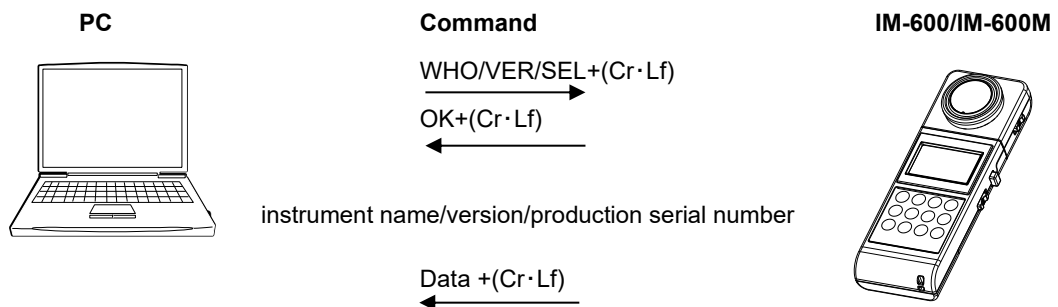 PC Command IM-600/IM-600M
WHO/VER/SEL+(Cr･Lf)
OK+(Cr･Lf)
instrument name/version/production serial number
Data +(Cr･Lf)